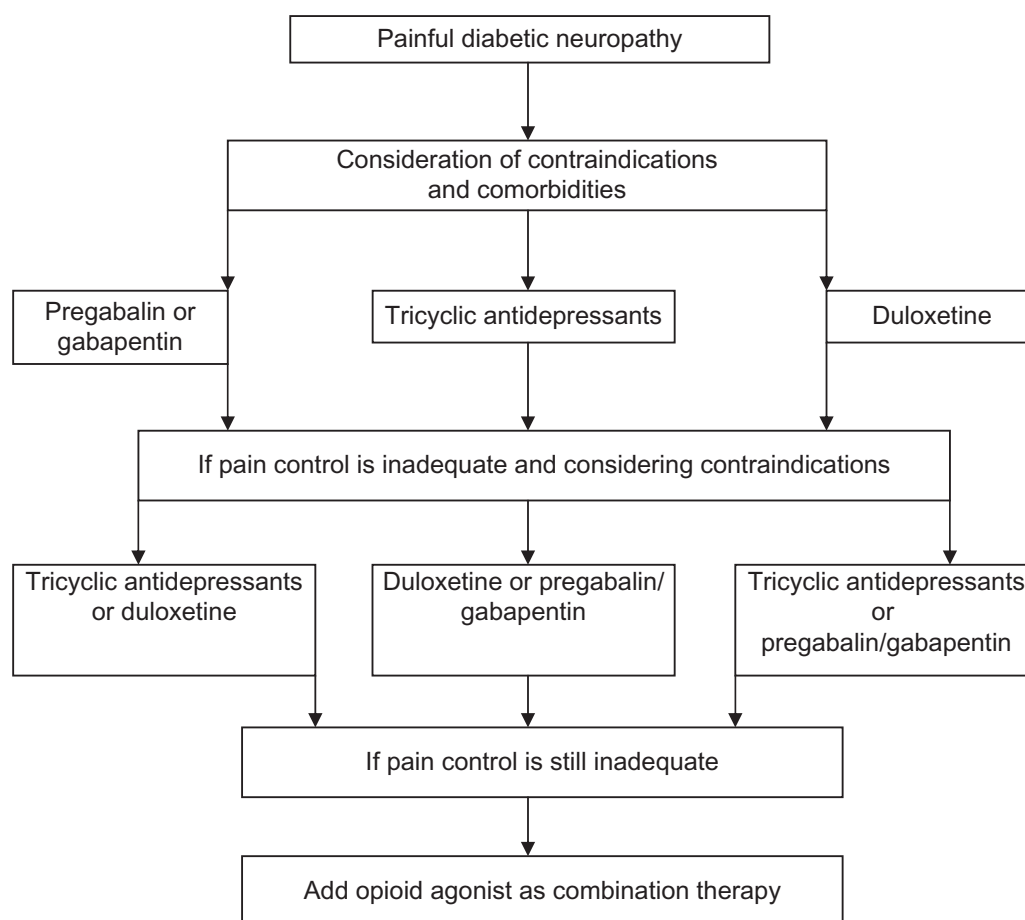 Painful diabetic neuropathy
Consideration of contraindications
and comorbidities
Pregabalin or
gabapentin
Tricyclic antidepressants
Duloxetine
If pain control is inadequate and considering contraindications
Tricyclic antidepressants
or duloxetine
Duloxetine or pregabalin/
gabapentin
Tricyclic antidepressants
or
pregabalin/gabapentin
If pain control is still inadequate
Add opioid agonist as combination therapy